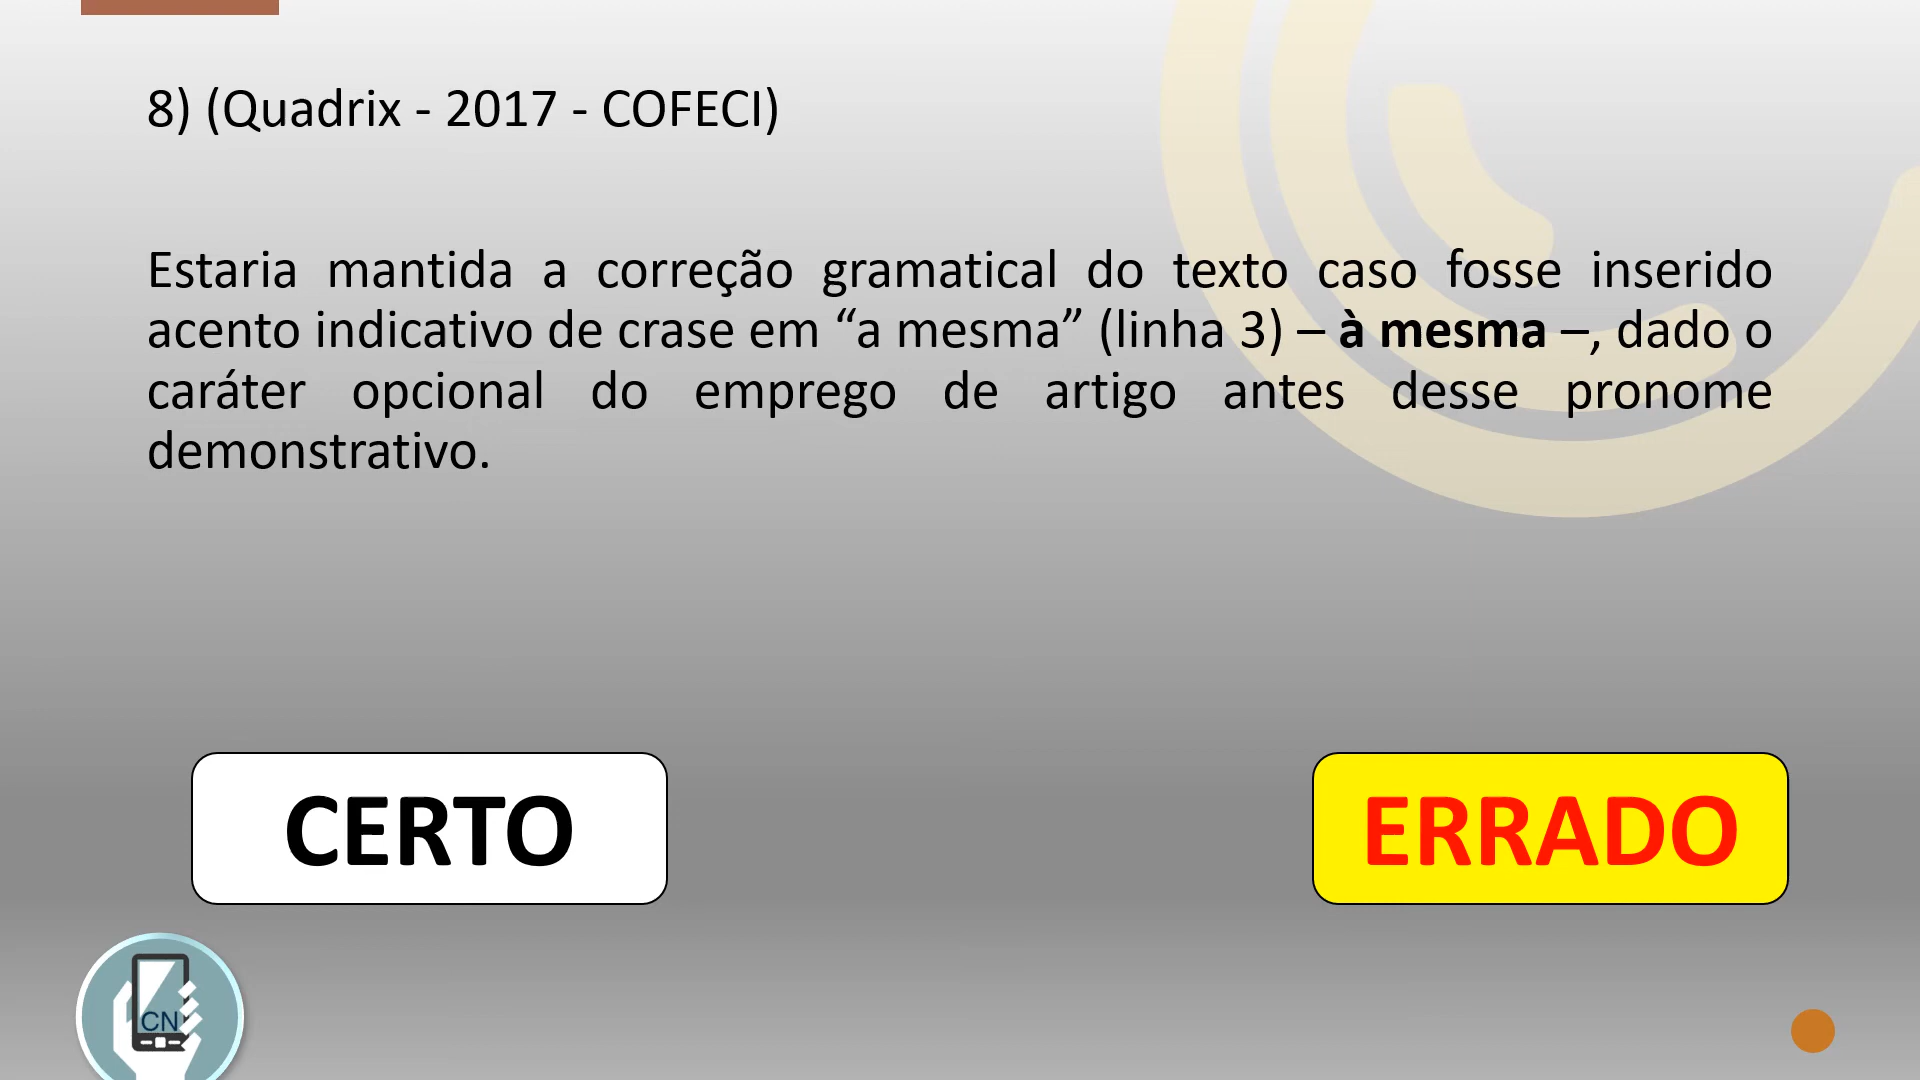 8) (Quadrix - 2017 - COFECI)
Estaria mantida a correção gramatical do texto caso fosse inserido
acento indicativo de crase em “a mesma” (linha 3) – à mesma –, dado o
caráter opcional do emprego de artigo antes desse pronome
demonstrativo.
CERTO
ERRADO
CN